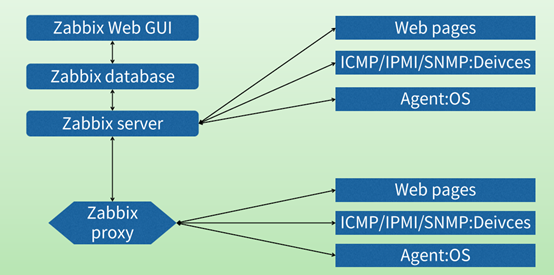 Zabbix Web GUI
Zabbix database
Zabbix server
Zabbix
proxy
Web pages
ICMP/IPMI/SNMP:Deivces
Agent:OS
Web pages
ICMP/IPMI/SNMP:Deivces
Agent:OS